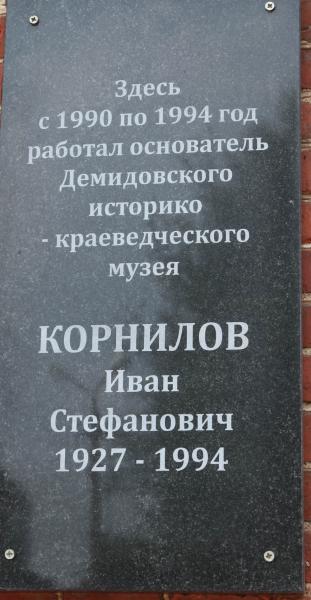 Здесь
с 1990 по 1994 год
работал основатель
Демидовского
историко
- краеведческого
музея
КОРНИЛОВ
Иван
Стефанович
1927 - 1994